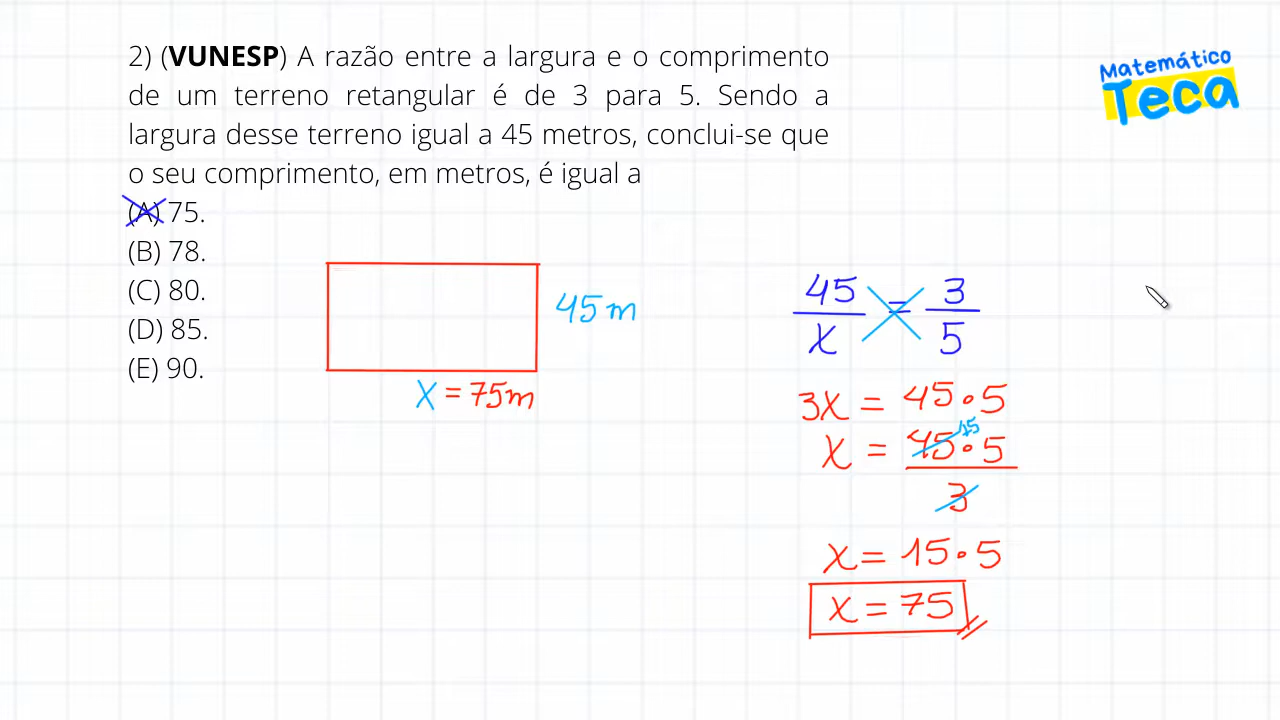 2) (VUNESP) A razão entre a largura e o comprimento
de um terreno retangular é de 3 para 5. Sendo a
largura desse terreno igual a 45 metros, conclui-se que
o seu comprimento, em metros, é igual a
(A) 75.
(B) 78.
(C) 80.
(D) 85.
(E) 90.
45m
x = 75m
Matemático
Teca
45/x = 3/5
3x = 45•5
x = 45•5/3
15
x = 15•5
x = 75